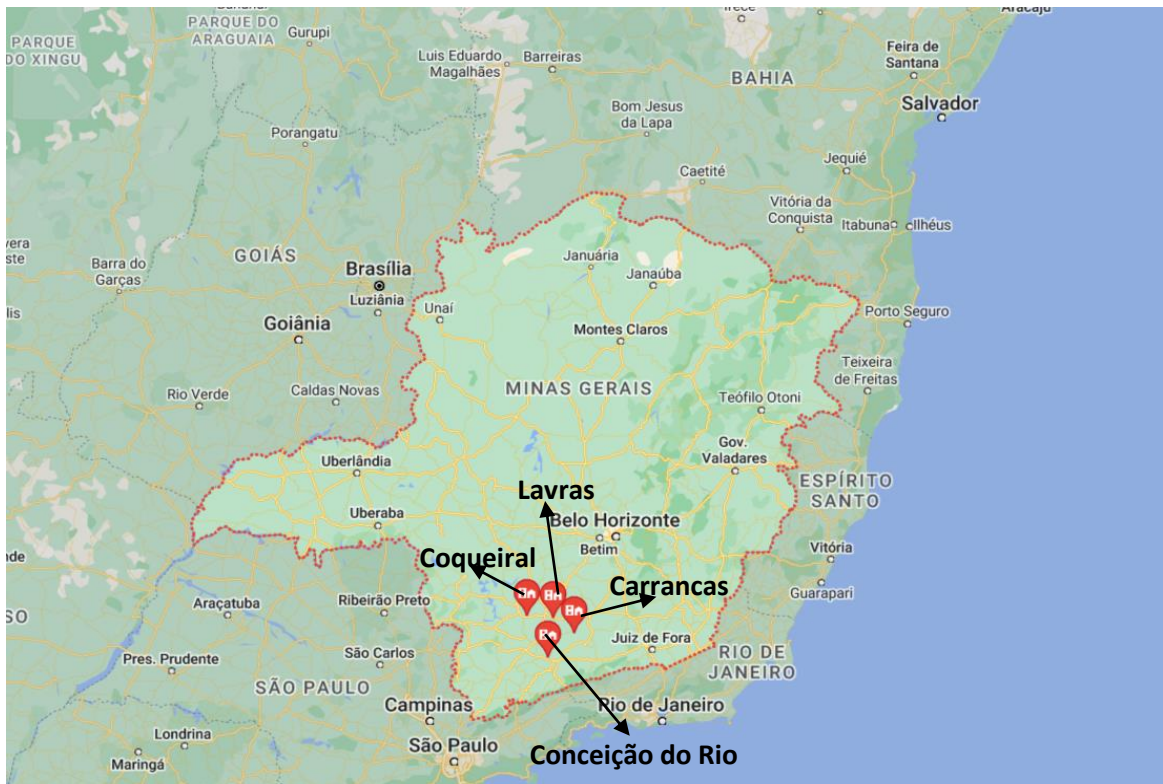 Aracaju
Irecê
PARQUE DO
ARAGUAIA
Gurupi
PARQUE
DO XINGU
Luis Eduardo
Magalhães
Barreiras
Feira de
Santana
BAHIA
Salvador
Bom Jesus
da Lapa
Porangatu
Jequié
Caetité
Vitória da
Conquista
Itabuna
Ilhéus
GOIÁS
Barra do
Garças
Brasília
Luziânia
Januária
Janaúba
Unaí
Porto Seguro
Goiânia
Montes Claros
Teixeira
de Freitas
MINAS GERAIS
Rio Verde
Caldas Novas
Teófilo Otoni
Gov.
Valadares
Uberlândia
ESPÍRITO
SANTO
Lavras
Uberaba
Belo Horizonte
Betim
Vitória
Coqueiral
Carrancas
Guarapari
Araçatuba
Ribeirão Preto
Juiz de Fora
RIO DE
JANEIRO
São Carlos
Pres. Prudente
SÃO PAULO
Campinas
Rio de Janeiro
Londrina
São Paulo
Conceição do Rio
Maringá